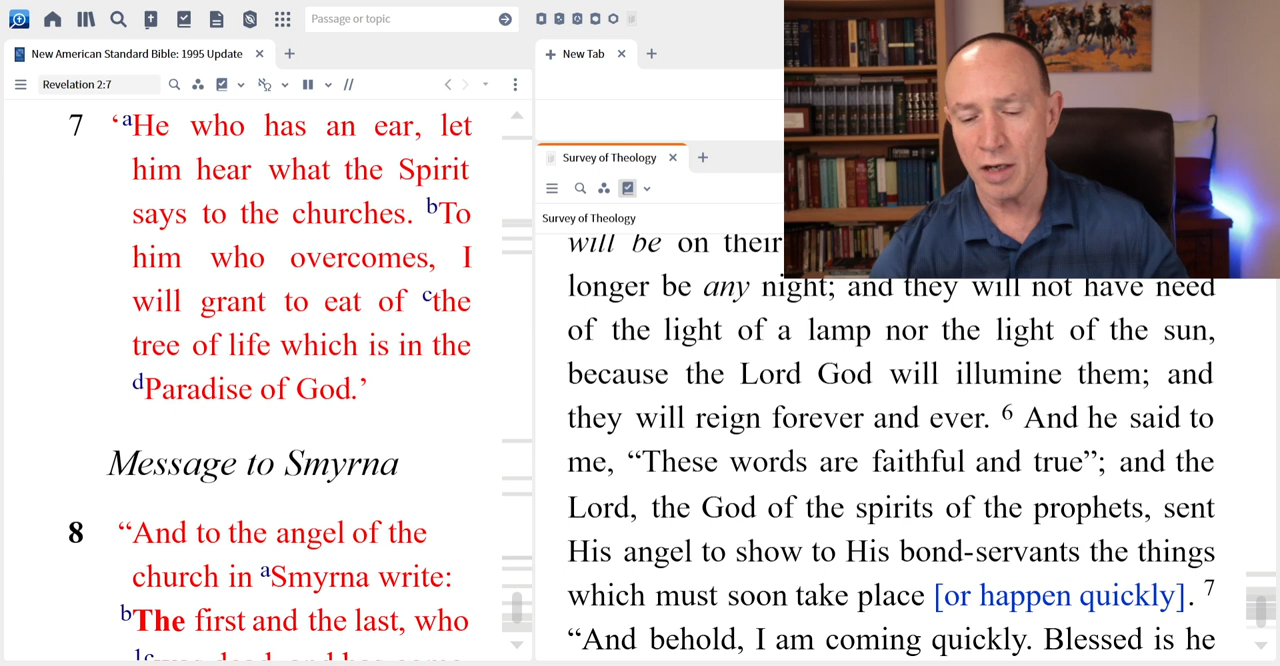 Passage or topic
New American Standard Bible: 1995 Update
New Tab
Revelation 2:7
7 ‘aHe who has an ear, let
him hear what the Spirit
says to the churches. bTo
him who overcomes, I
will grant to eat of cthe
tree of life which is in the
dParadise of God.’
Message to Smyrna
8 “And to the angel of the
church in aSmyrna write:
bThe first and the last, who
Survey of Theology
Survey of Theology
will be on their
longer be any night; and they will not have need
of the light of a lamp nor the light of the sun,
because the Lord God will illumine them; and
they will reign forever and ever. 6 And he said to
me, “These words are faithful and true”; and the
Lord, the God of the spirits of the prophets, sent
His angel to show to His bond-servants the things
which must soon take place [or happen quickly]. 7
“And behold, I am coming quickly. Blessed is he